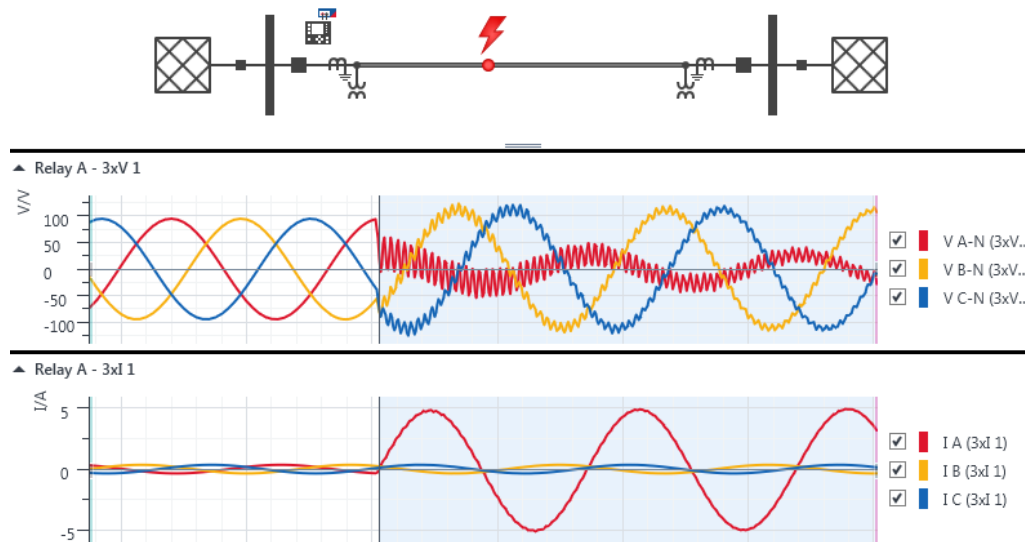 Relay A - 3xV 1
V/V
100
50
0
-50
-100
V A-N (3xV..
V B-N (3xV..
V C-N (3xV..
Relay A - 3xI 1
I/A
5
0
-5
I A (3xI 1)
I B (3xI 1)
I C (3xI 1)